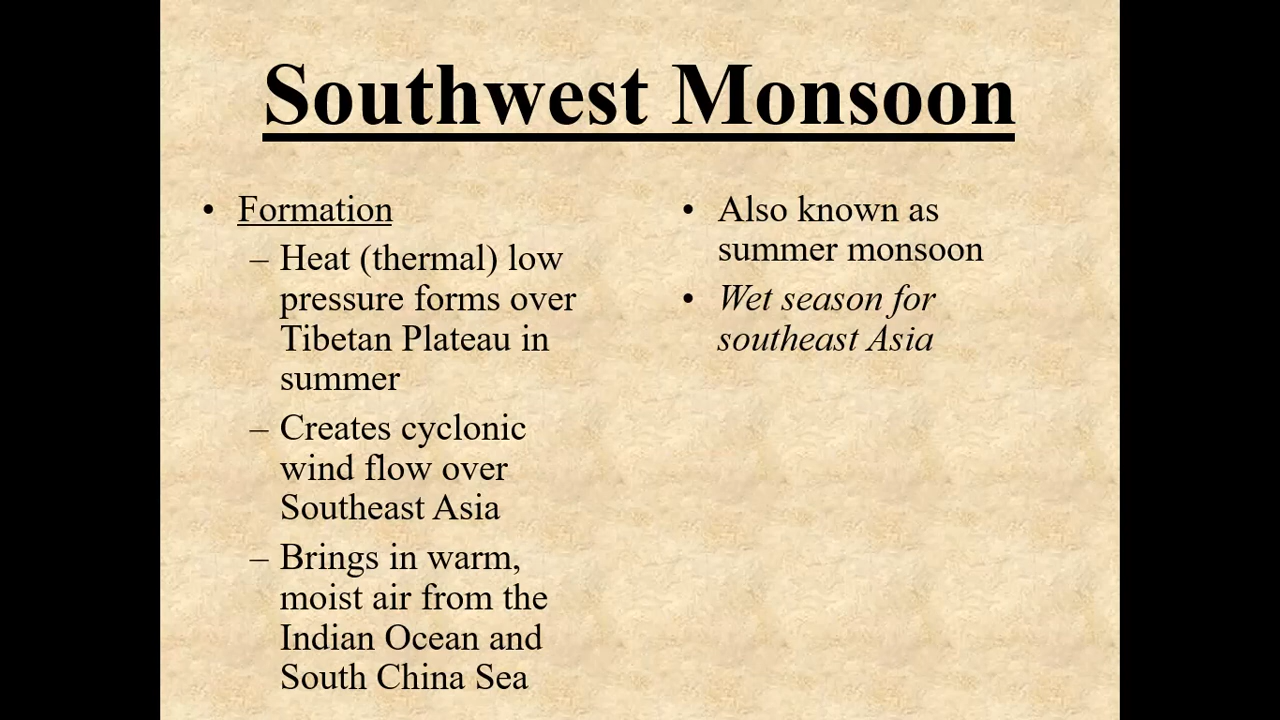 Southwest Monsoon
• Formation
– Heat (thermal) low
pressure forms over
Tibetan Plateau in
summer
– Creates cyclonic
wind flow over
Southeast Asia
– Brings in warm,
moist air from the
Indian Ocean and
South China Sea
• Also known as
summer monsoon
• Wet season for
southeast Asia